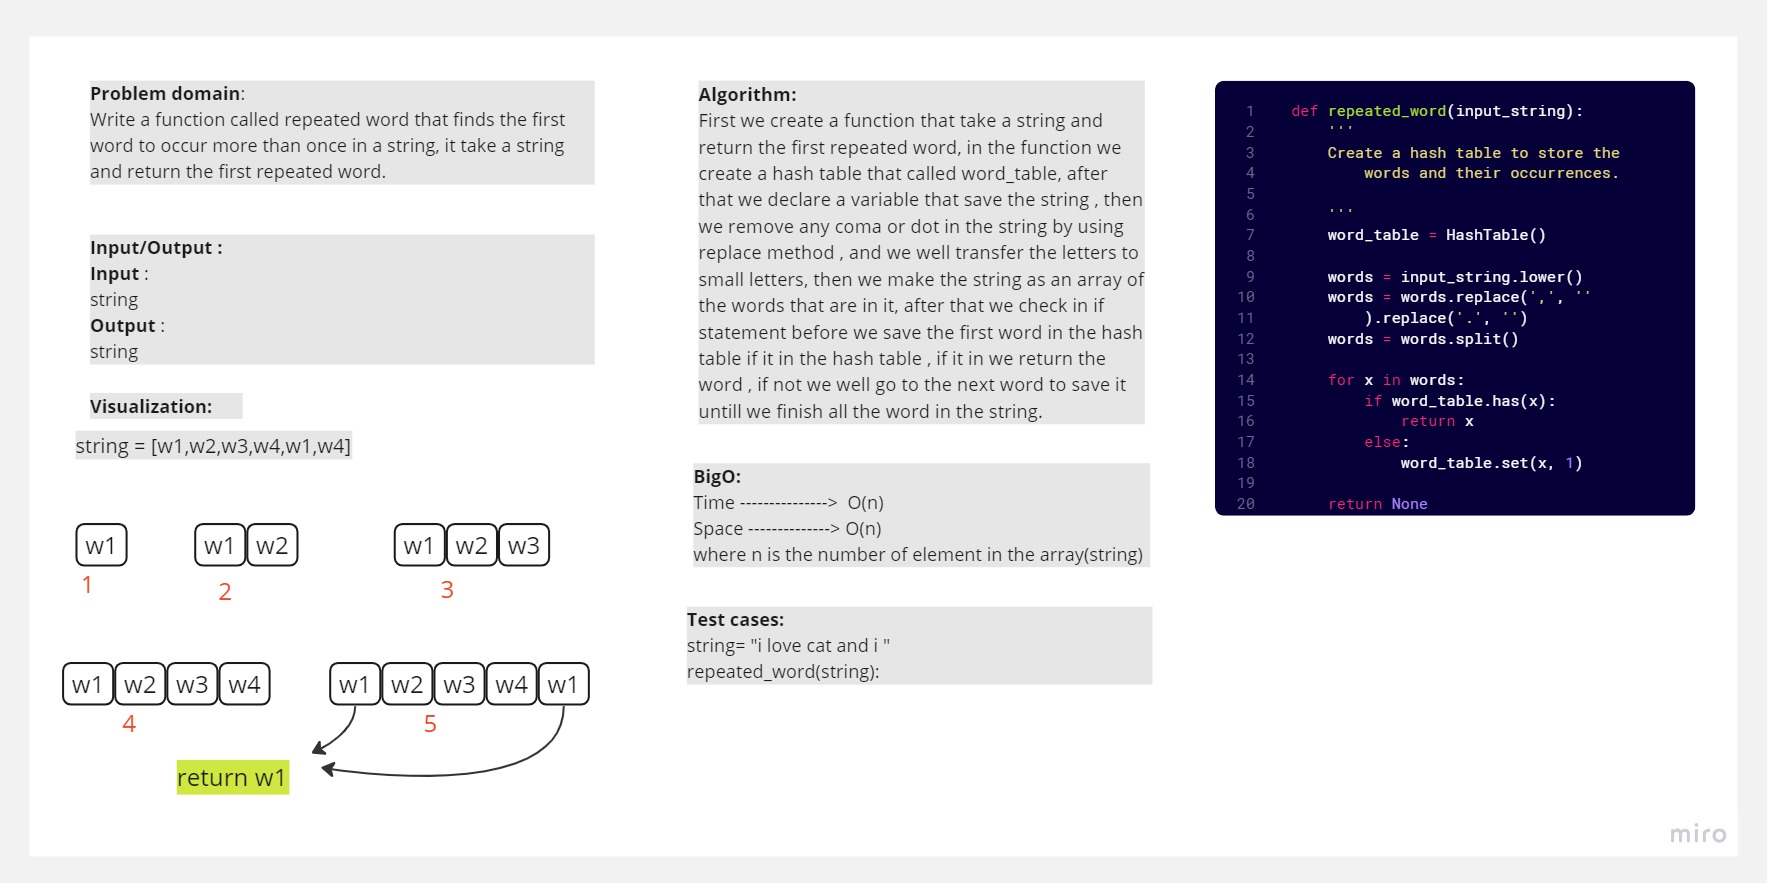 Problem domain:
Write a function called repeated word that finds the first
word to occur more than once in a string, it take a string
and return the first repeated word.
Input/Output :
Input :
string
Output :
string
Visualization:
string = [w1,w2,w3,w4,w1,w4]
w1
1
w1 w2
2
w1 w2 w3
3
w1 w2 w3 w4
4
w1 w2 w3 w4 w1
5
return w1
Algorithm:
First we create a function that take a string and
return the first repeated word, in the function we
create a hash table that called word_table, after
that we declare a variable that save the string , then
we remove any coma or dot in the string by using
replace method , and we well transfer the letters to
small letters, then we make the string as an array of
the words that are in it, after that we check in if
statement before we save the first word in the hash
table if it in the hash table , if it in we return the
word , if not we well go to the next word to save it
untill we finish all the word in the string.
BigO:
Time ---------------> O(n)
Space --------------> O(n)
where n is the number of element in the array(string)
Test cases:
string= "i love cat and i "
repeated_word(string):
1 def repeated_word(input_string):
2 '''
3 Create a hash table to store the
4 words and their occurrences.
5
6 '''
7 word_table = HashTable()
8
9 words = input_string.lower()
10 words = words.replace(',', ''
11 ).replace('.', '')
12 words = words.split()
13
14 for x in words:
15 if word_table.has(x):
16 return x
17 else:
18 word_table.set(x, 1)
19
20 return None
miro